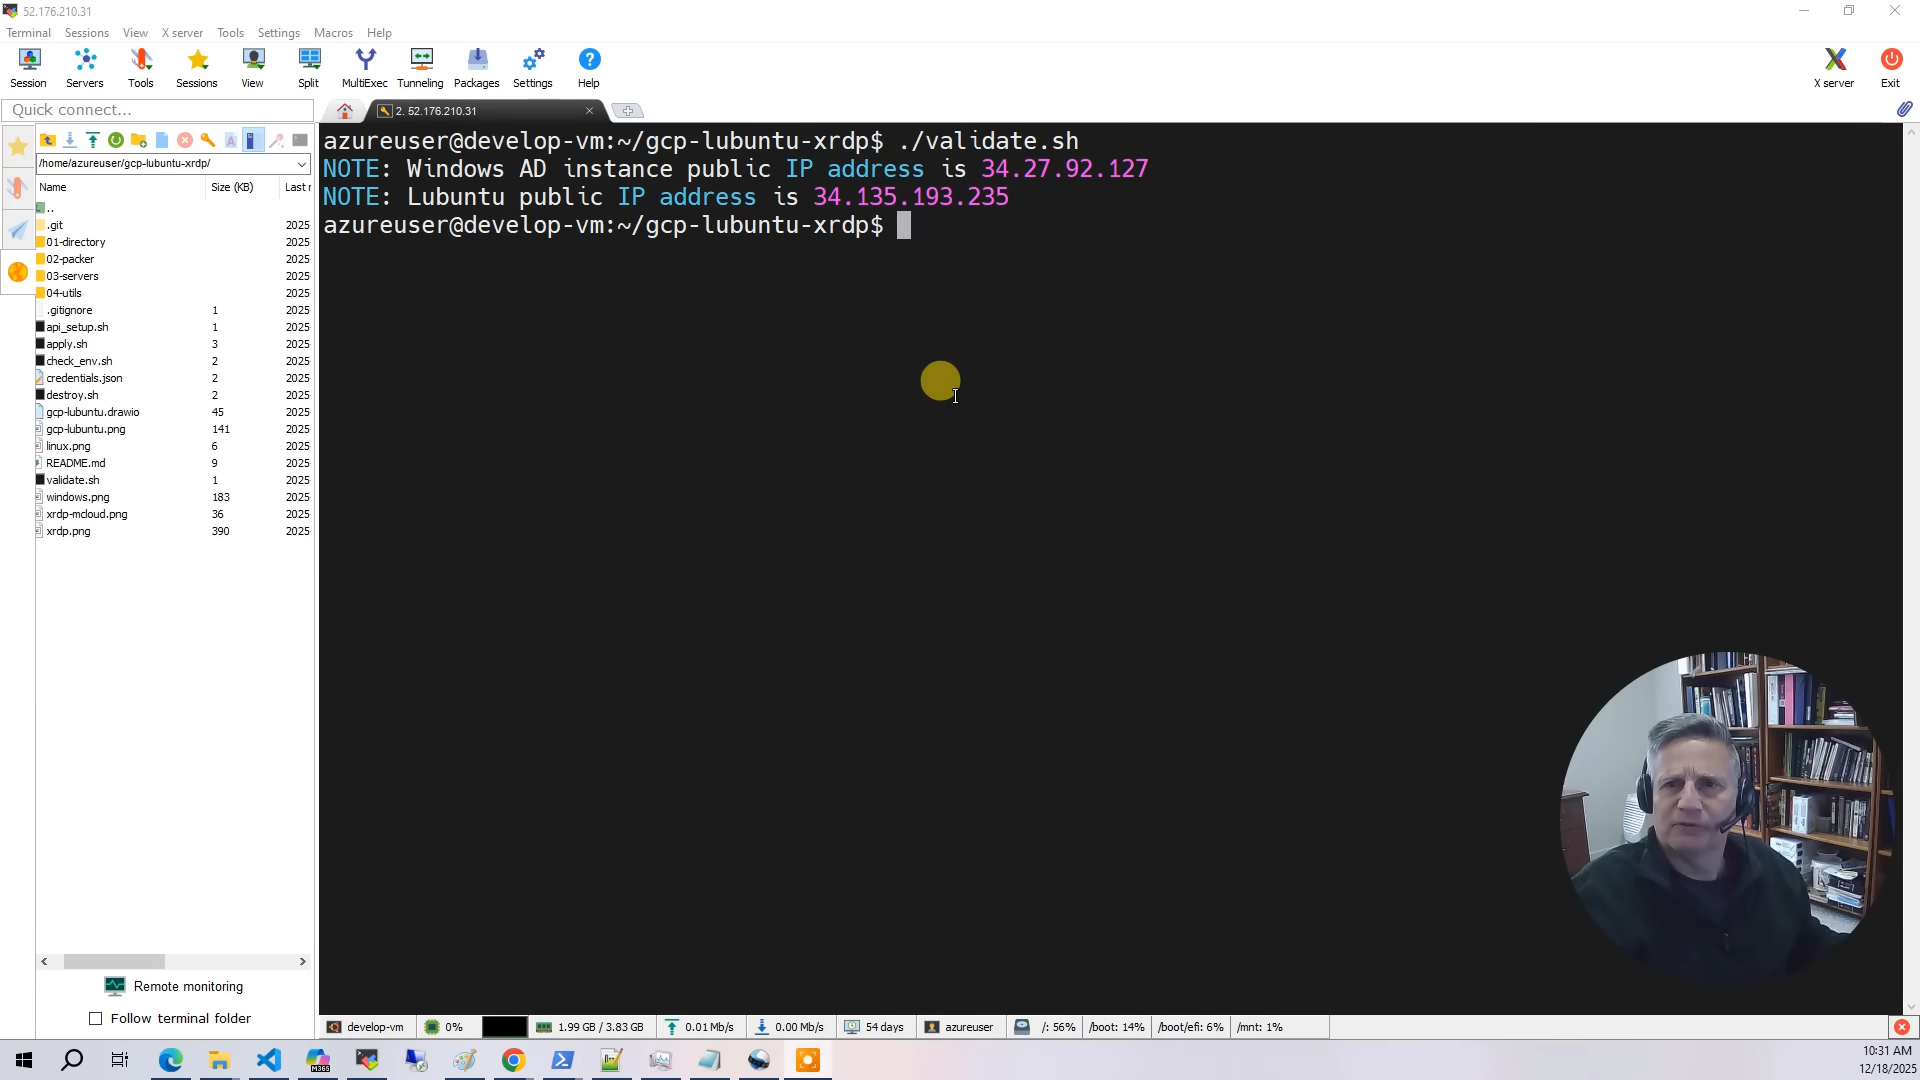 52.176.210.31
Terminal Sessions View X server Tools Settings Macros Help
Session Servers Tools Sessions View Split MultiExec Tunneling Packages Settings Help X server Exit
Quick connect...
2. 52.176.210.31
/home/azureuser/gcp-lubuntu-xrdp/
Name Size (KB) Last r
..
.git 2025-
01-directory 2025-
02-packer 2025-
03-servers 2025-
04-utils 2025-
.gitignore 1 2025-
api_setup.sh 1 2025-
apply.sh 3 2025-
check_env.sh 2 2025-
credentials.json 2 2025-
destroy.sh 2 2025-
gcp-lubuntu.drawio 45 2025-
gcp-lubuntu.png 141 2025-
linux.png 6 2025-
README.md 9 2025-
validate.sh 1 2025-
windows.png 183 2025-
xrdp-mcloud.png 36 2025-
xrdp.png 390 2025-
azureuser@develop-vm:~/gcp-lubuntu-xrdp$ ./validate.sh
NOTE: Windows AD instance public IP address is 34.27.92.127
NOTE: Lubuntu public IP address is 34.135.193.235
azureuser@develop-vm:~/gcp-lubuntu-xrdp$
Remote monitoring
Follow terminal folder
develop-vm 0% 1.99 GB / 3.83 GB 0.01 Mb/s 0.00 Mb/s 54 days azureuser /: 56% /boot: 14% /boot/efi: 6% /mnt: 1%
M365
10:31 AM
12/18/2025